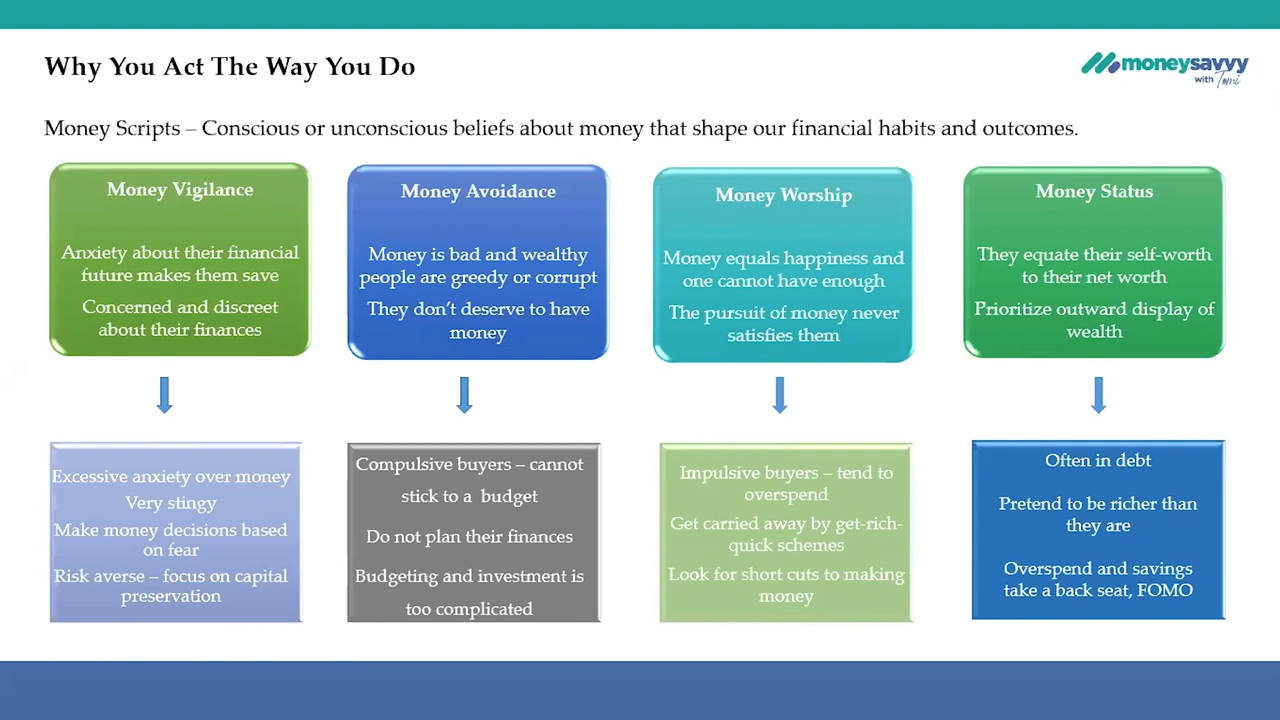 Why You Act The Way You Do
moneysavvy
with Tomi
Money Scripts – Conscious or unconscious beliefs about money that shape our financial habits and outcomes.
Money Vigilance
Anxiety about their financial
future makes them save
Concerned and discreet
about their finances
Money Avoidance
Money is bad and wealthy
people are greedy or corrupt
They don’t deserve to have
money
Money Worship
Money equals happiness and
one cannot have enough
The pursuit of money never
satisfies them
Money Status
They equate their self-worth
to their net worth
Prioritize outward display of
wealth
Excessive anxiety over money
Very stingy
Make money decisions based
on fear
Risk averse – focus on capital
preservation
Compulsive buyers – cannot
stick to a budget
Do not plan their finances
Budgeting and investment is
too complicated
Impulsive buyers – tend to
overspend
Get carried away by get-rich-
quick schemes
Look for short cuts to making
money
Often in debt
Pretend to be richer than
they are
Overspend and savings
take a back seat, FOMO